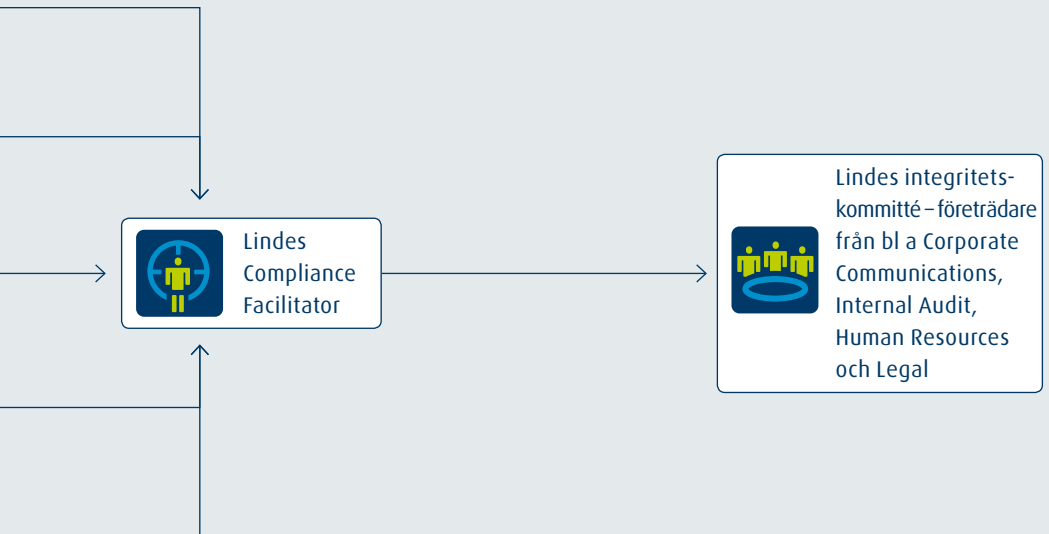 Lindes
Compliance
Facilitator
Lindes integritets-
kommitté – företrädare
från bl a Corporate
Communications,
Internal Audit,
Human Resources
och Legal